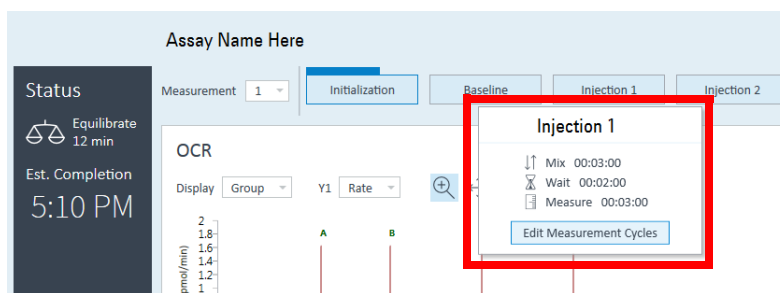 Assay Name Here
Status
Equilibrate
12 min
Est. Completion
5:10 PM
Measurement 1
Initialization
Baseline
Injection 1
Injection 2
OCR
Display Group
Y1 Rate
Injection 1
Mix 00:03:00
Wait 00:02:00
Measure 00:03:00
Edit Measurement Cycles
pmol/min)
2
1.8
1.6
1.4
1.2
1
A
B